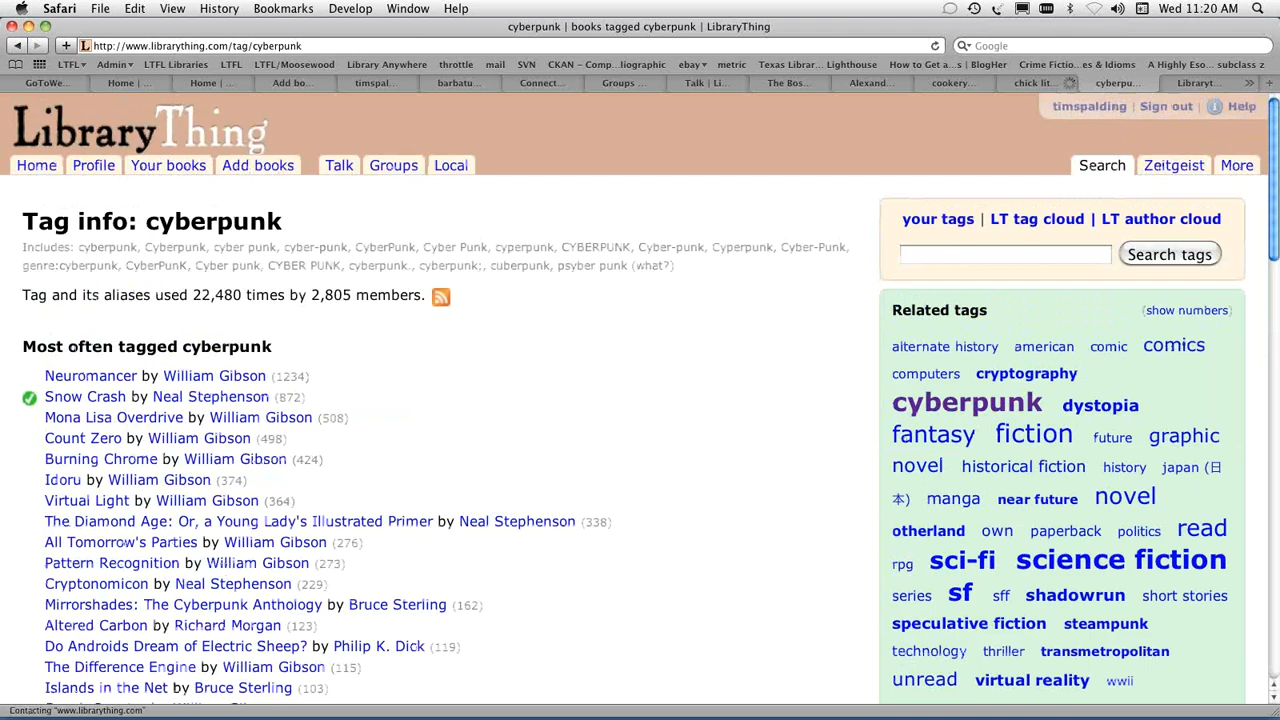 Safari File Edit View History Bookmarks Develop Window Help Wed 11:20 AM
cyberpunk | books tagged cyberpunk | LibraryThing
http://www.librarything.com/tag/cyberpunk Google
LTFL Admin LTFL Libraries LTFL LTFL/Moosewood Library Anywhere throttle mail SVN CKAN - Comp...liographic ebay metric Texas Librar... Lighthouse How to Get a...s | BlogHer Crime Fictio...es & Idioms A Highly Eso... subclass z
GoToWe... Home | ... Home | ... Add bo... timspal... barbatu... Connect... Groups ... Talk | Li... The Bos... Alexand... cookery... chick lit... cyberpu... Libraryt...
timspalding | Sign out | Help
LibraryThing
Home Profile Your books Add books Talk Groups Local Search Zeitgeist More
Tag info: cyberpunk
Includes: cyberpunk, Cyberpunk, cyber punk, cyber-punk, CyberPunk, Cyber Punk, cyperpunk, CYBERPUNK, Cyber-punk, Cyperpunk, Cyber-Punk,
genre:cyberpunk, CyberPunK, Cyber punk, CYBER PUNK, cyberpunk., cyberpunk;, cuberpunk, psyber punk (what?)
Tag and its aliases used 22,480 times by 2,805 members.
Most often tagged cyberpunk
Neuromancer by William Gibson (1234)
Snow Crash by Neal Stephenson (872)
Mona Lisa Overdrive by William Gibson (508)
Count Zero by William Gibson (498)
Burning Chrome by William Gibson (424)
Idoru by William Gibson (374)
Virtual Light by William Gibson (364)
The Diamond Age: Or, a Young Lady's Illustrated Primer by Neal Stephenson (338)
All Tomorrow's Parties by William Gibson (276)
Pattern Recognition by William Gibson (273)
Cryptonomicon by Neal Stephenson (229)
Mirrorshades: The Cyberpunk Anthology by Bruce Sterling (162)
Altered Carbon by Richard Morgan (123)
Do Androids Dream of Electric Sheep? by Philip K. Dick (119)
The Difference Engine by William Gibson (115)
Islands in the Net by Bruce Sterling (103)
your tags | LT tag cloud | LT author cloud
Search tags
Related tags (show numbers)
alternate history american comic comics
computers cryptography
cyberpunk dystopia
fantasy fiction future graphic
novel historical fiction history japan (日
本) manga near future novel
otherland own paperback politics read
rpg sci-fi science fiction
series sf sff shadowrun short stories
speculative fiction steampunk
technology thriller transmetropolitan
unread virtual reality wwii
Contacting "www.librarything.com"